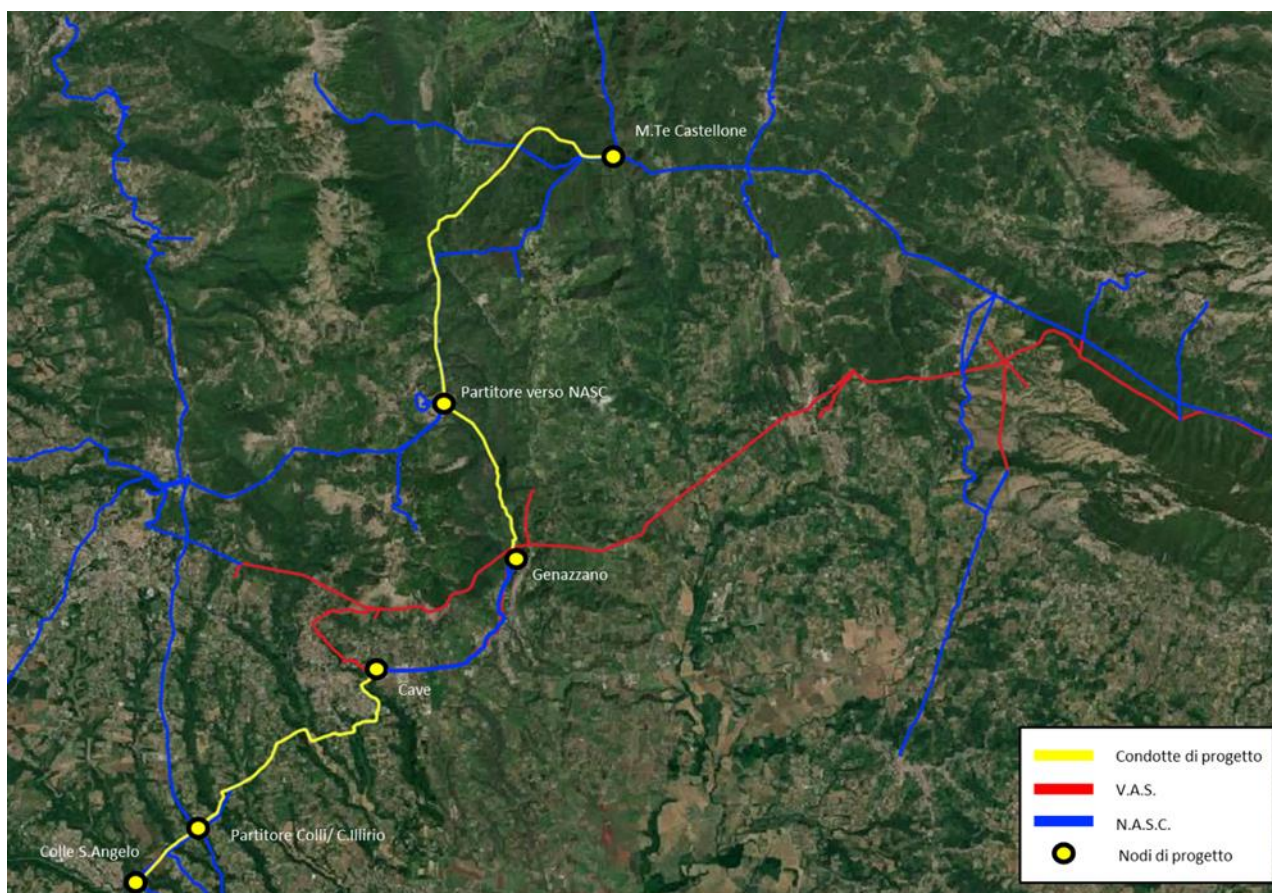 M.Te Castellone
Partitore verso NASC
Genazzano
Cave
Partitore Colli/ C.Illirio
Colle S.Angelo
Condotte di progetto
V.A.S.
N.A.S.C.
Nodi di progetto